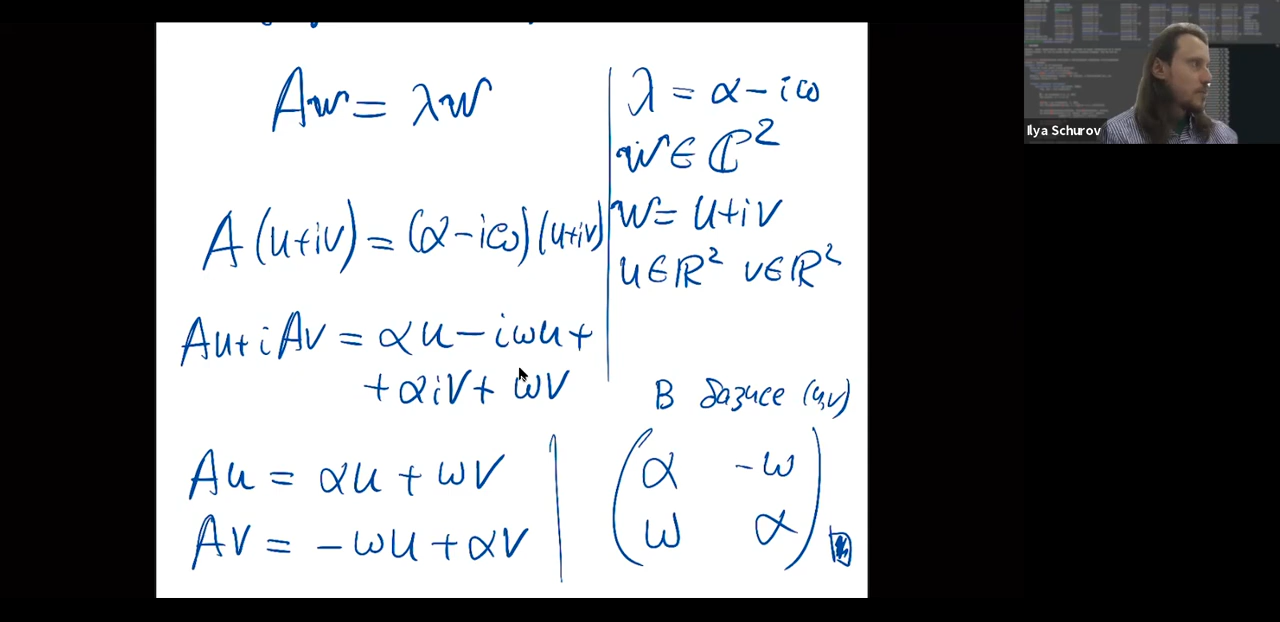 Aw = λw
A(u+iv) = (α-iω)(u+iv)
Au+iAv = αu - iωu +
+ αiv + ωv
Au = αu + ωv
Av = -ωu + αv
λ = α - iω
w ∈ ℂ²
w = u+iv
u∈ℝ² v∈ℝ²
В базисе (u,v)
( α -ω
ω α )
Ilya Schurov